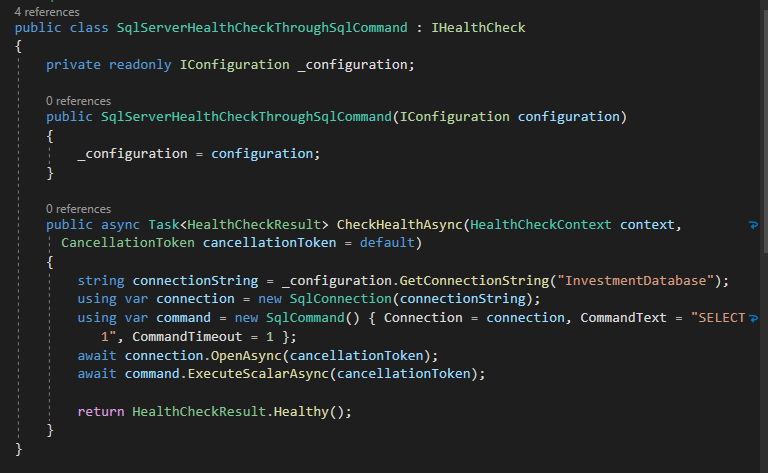 4 references
public class SqlServerHealthCheckThroughSqlCommand : IHealthCheck
{
private readonly IConfiguration _configuration;
0 references
public SqlServerHealthCheckThroughSqlCommand(IConfiguration configuration)
{
_configuration = configuration;
}
0 references
public async Task<HealthCheckResult> CheckHealthAsync(HealthCheckContext context,
CancellationToken cancellationToken = default)
{
string connectionString = _configuration.GetConnectionString("InvestmentDatabase");
using var connection = new SqlConnection(connectionString);
using var command = new SqlCommand() { Connection = connection, CommandText = "SELECT
1", CommandTimeout = 1 };
await connection.OpenAsync(cancellationToken);
await command.ExecuteScalarAsync(cancellationToken);
return HealthCheckResult.Healthy();
}
}